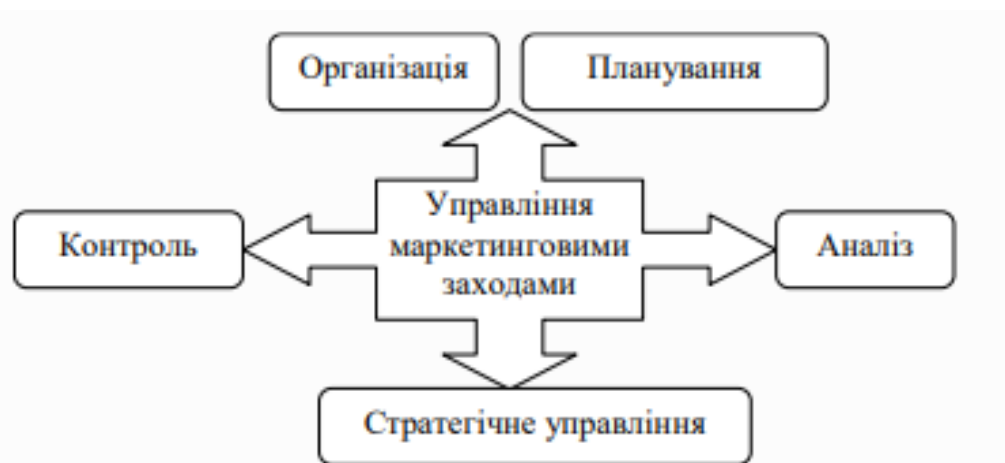 Організація
Планування
Управління
маркетинговими
заходами
Контроль
Аналіз
Стратегічне управління